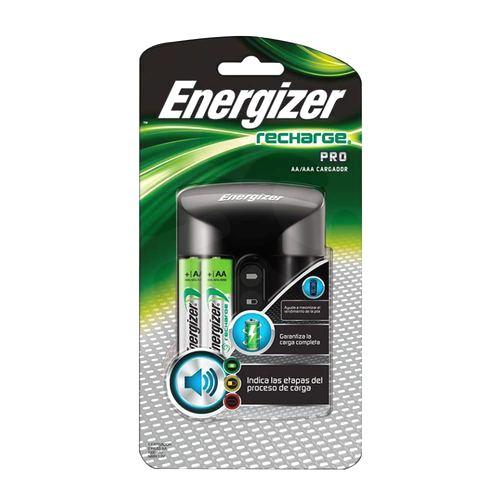 Energizer
recharge
PRO
AA/AAA CARGADOR
Energizer
+ AA
+ AA
Energizer
Energizer
recharge
Ayuda a maximizar el
rendimiento de la pila
Garantiza la
carga completa
Indica las etapas del
proceso de carga